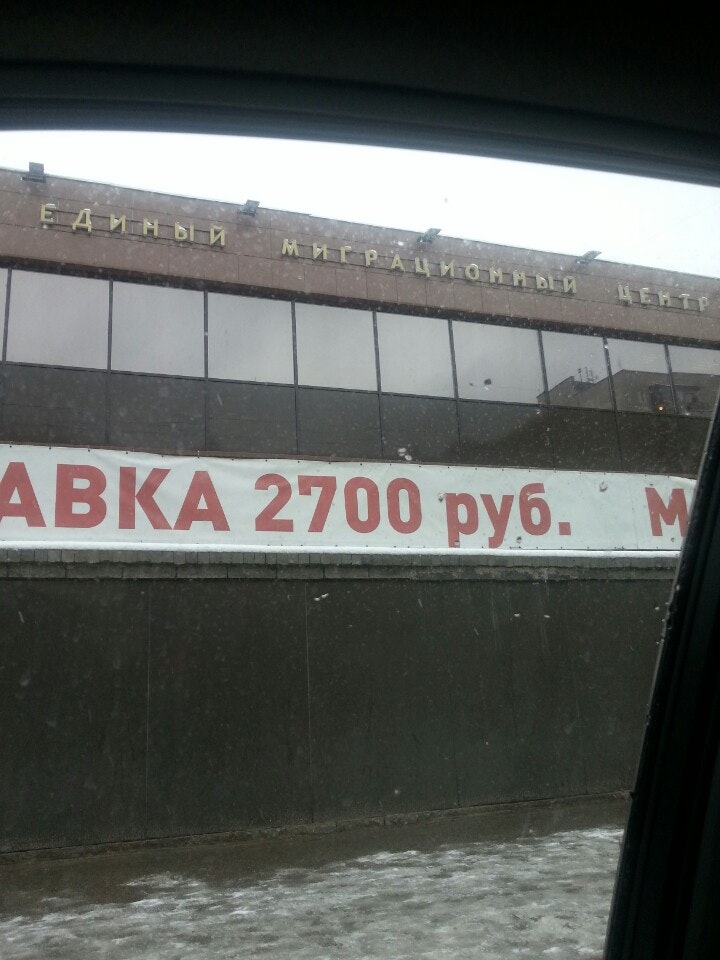 ЕДИНЫЙ МИГРАЦИОННЫЙ ЦЕНТР
АВКА 2700 руб. М